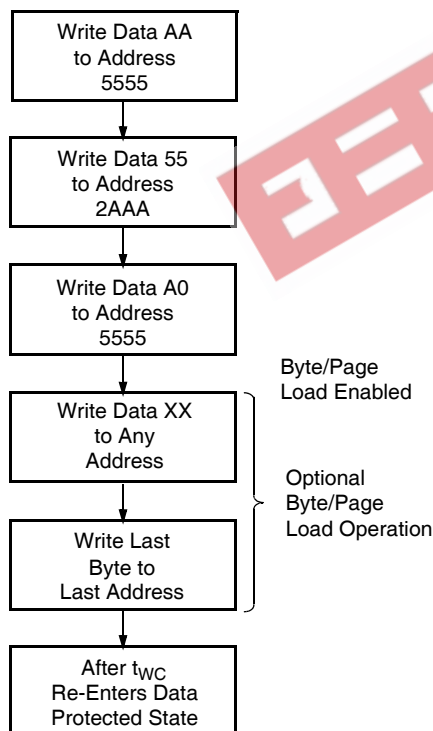 Write Data AA
to Address
5555
Write Data 55
to Address
2AAA
Write Data A0
to Address
5555
Byte/Page
Load Enabled
Write Data XX
to Any
Address
Optional
Byte/Page
Load Operation
Write Last
Byte to
Last Address
After tWC
Re-Enters Data
Protected State